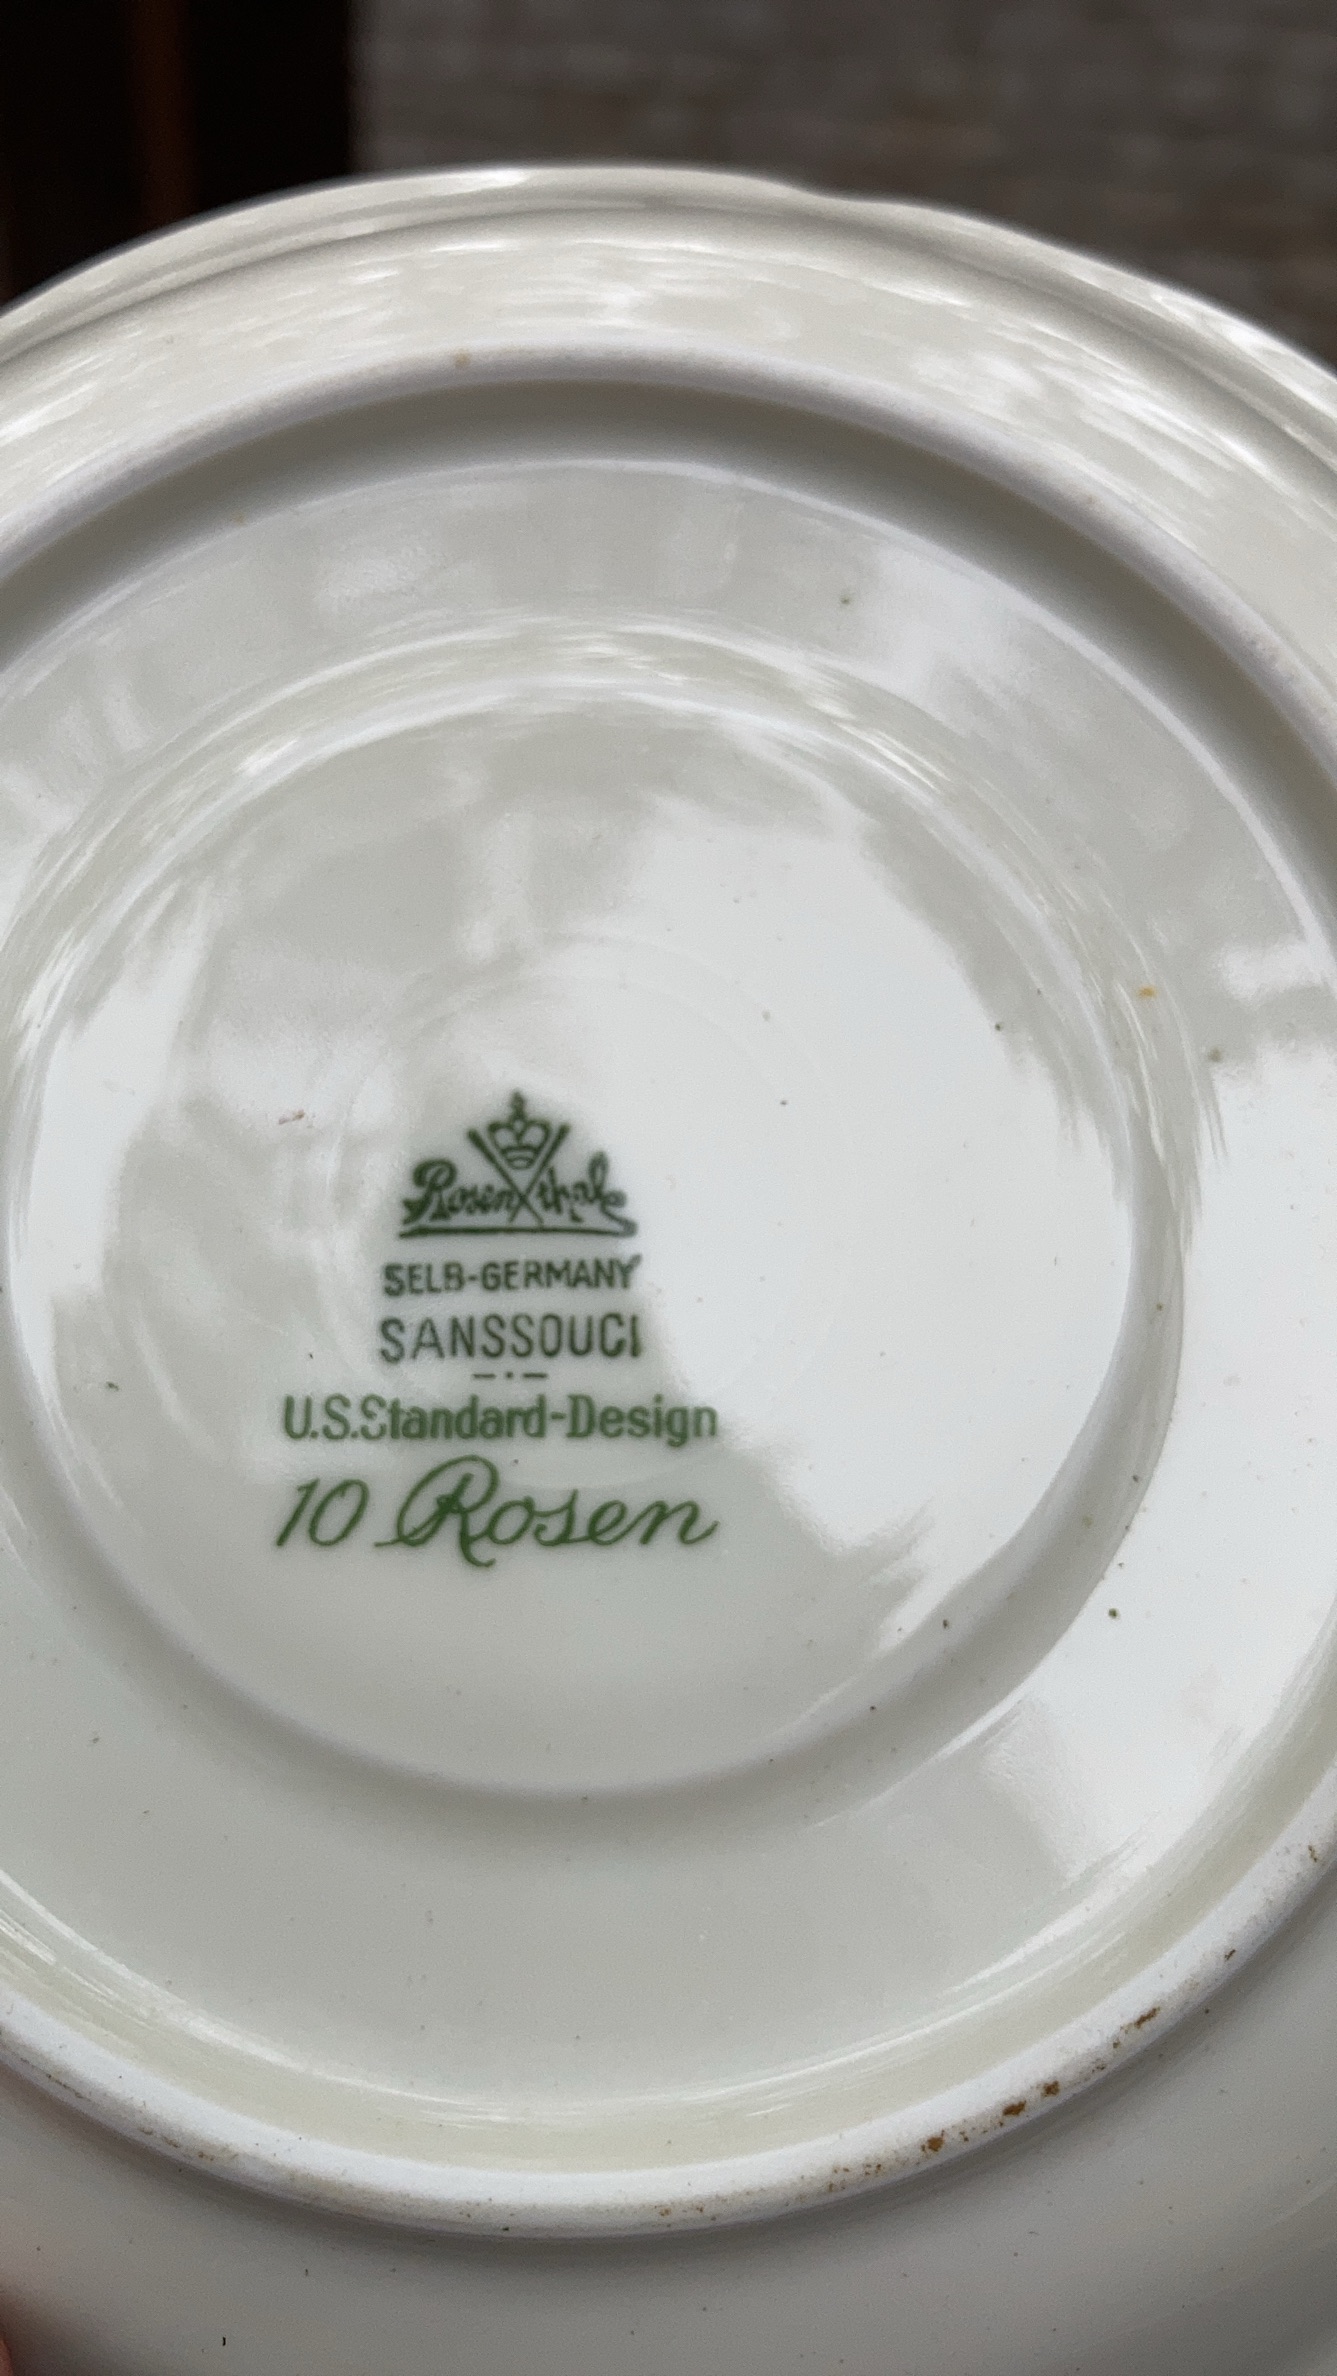 Rosenthal
SELB-GERMANY
SANSSOUCI
U.S.Standard-Design
10 Rosen